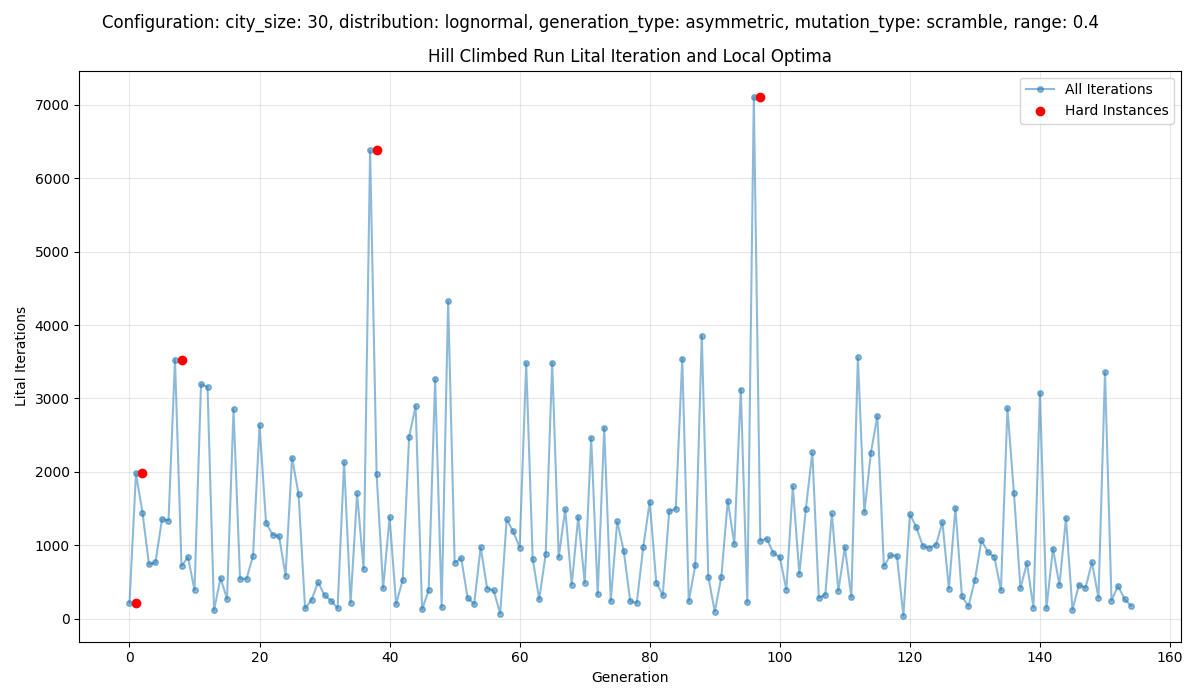 Configuration: city_size: 30, distribution: lognormal, generation_type: asymmetric, mutation_type: scramble, range: 0.4
Hill Climbed Run Lital Iteration and Local Optima
All Iterations
Hard Instances
7000
6000
5000
4000
3000
2000
1000
0
Lital Iterations
0 20 40 60 80 100 120 140 160
Generation